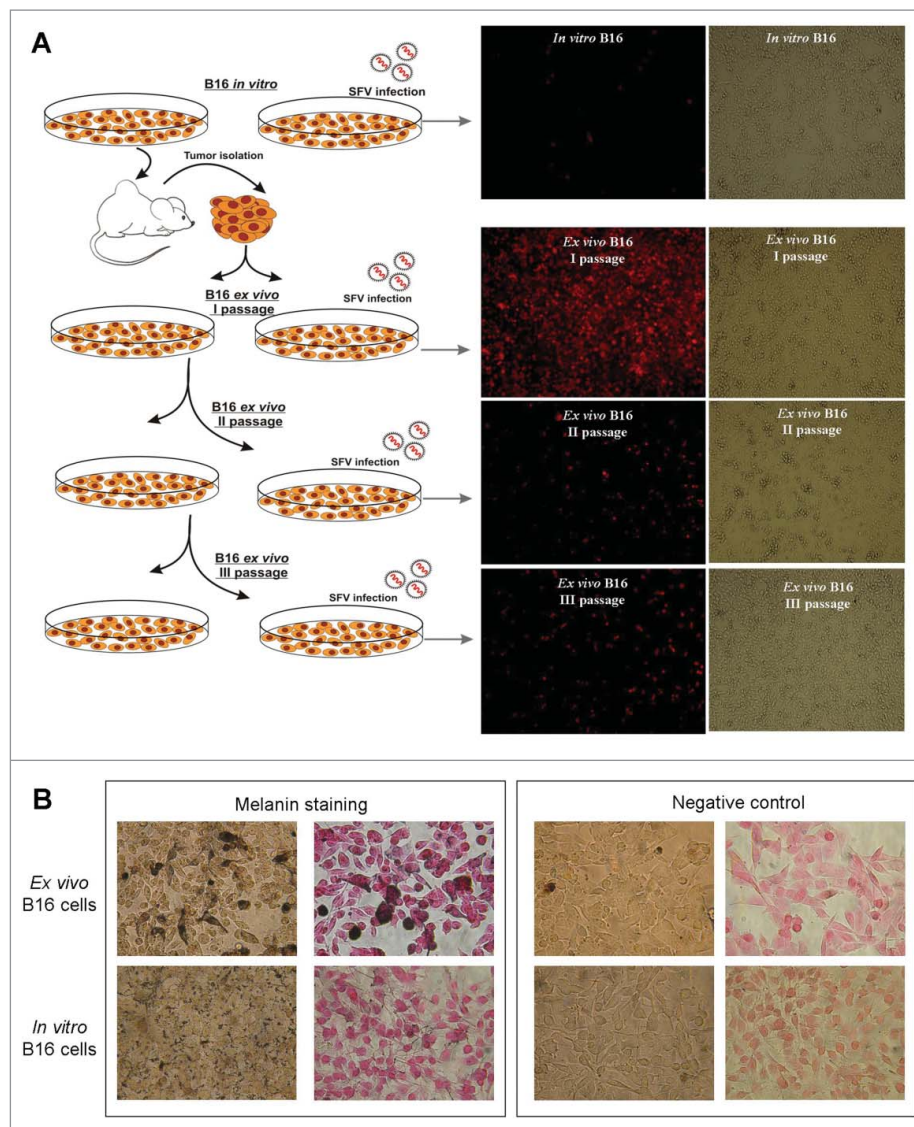 A
B16 in vitro
SFV infection
Tumor isolation
B16 ex vivo
I passage
SFV infection
B16 ex vivo
II passage
SFV infection
B16 ex vivo
III passage
SFV infection
In vitro B16
In vitro B16
Ex vivo B16
I passage
Ex vivo B16
I passage
Ex vivo B16
II passage
Ex vivo B16
II passage
Ex vivo B16
III passage
Ex vivo B16
III passage
B
Melanin staining
Negative control
Ex vivo
B16 cells
In vitro
B16 cells